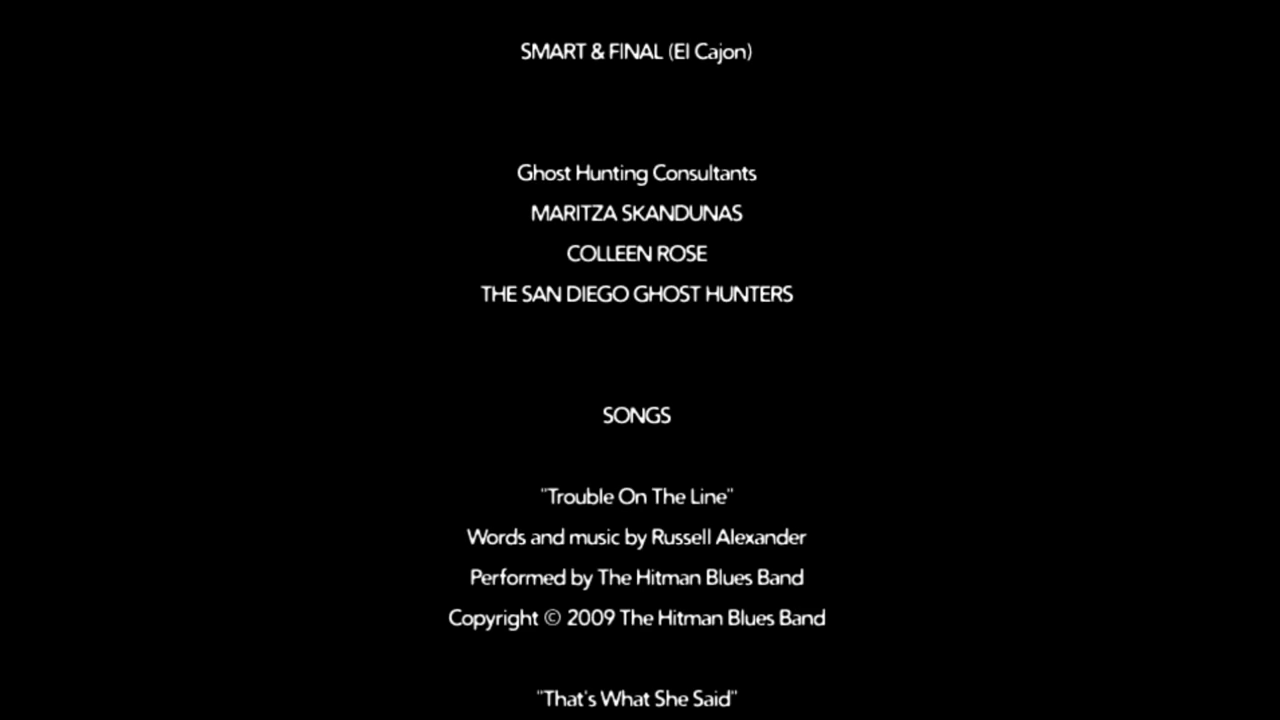 SMART & FINAL (El Cajon)
Ghost Hunting Consultants
MARITZA SKANDUNAS
COLLEEN ROSE
THE SAN DIEGO GHOST HUNTERS
SONGS
"Trouble On The Line"
Words and music by Russell Alexander
Performed by The Hitman Blues Band
Copyright © 2009 The Hitman Blues Band
"That's What She Said"